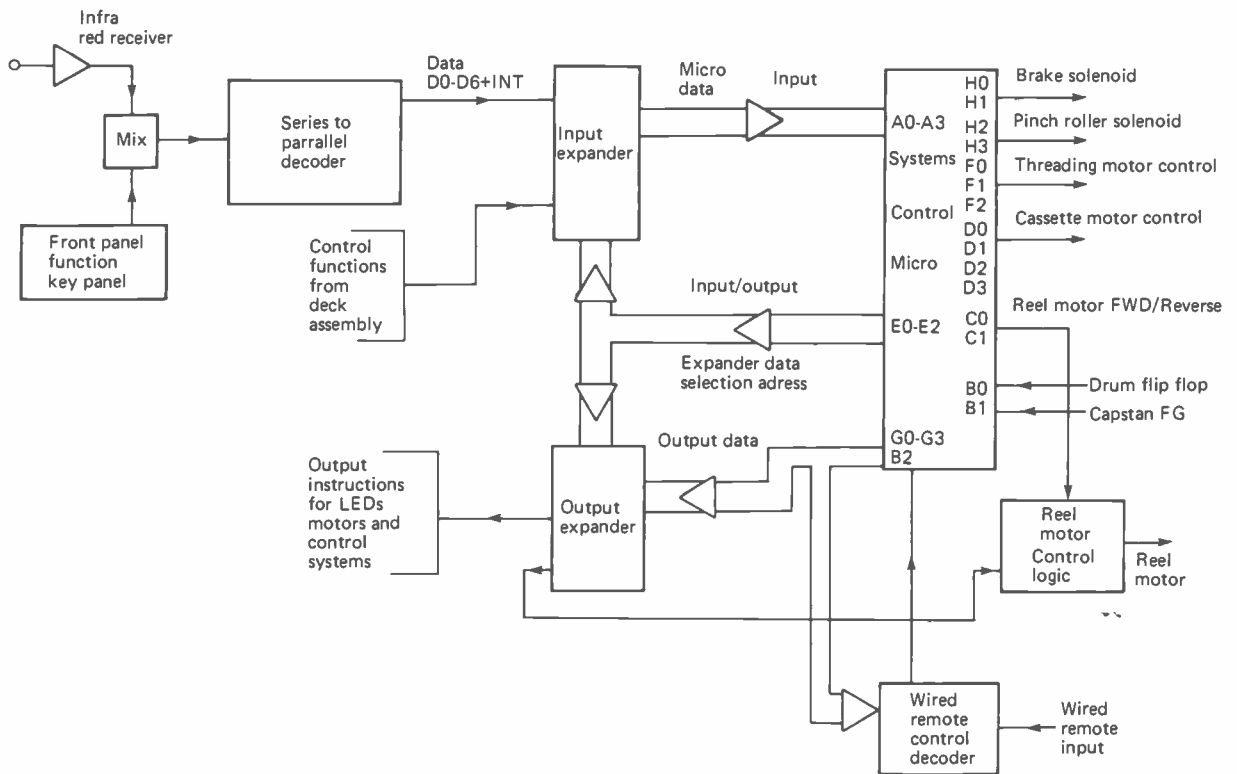 Infra
red receiver
Mix
Front panel
function
key panel
Series to
parrallel
decoder
Data
D0-D6+INT
Control
functions
from
deck
assembly
Input
expander
Micro
data
Input
Input/output
Expander data
selection adress
Output data
Output
instructions
for LEDs
motors and
control
systems
Output
expander
A0-A3
Systems
Control
Micro
E0-E2
G0-G3
B2
H0
H1
H2
H3
F0
F1
F2
D0
D1
D2
D3
C0
C1
B0
B1
Brake solenoid
Pinch roller solenoid
Threading motor control
Cassette motor control
Reel motor FWD/Reverse
Drum flip flop
Capstan FG
Reel
motor
Control
logic
Reel
motor
Wired
remote
control
decoder
Wired
remote
input